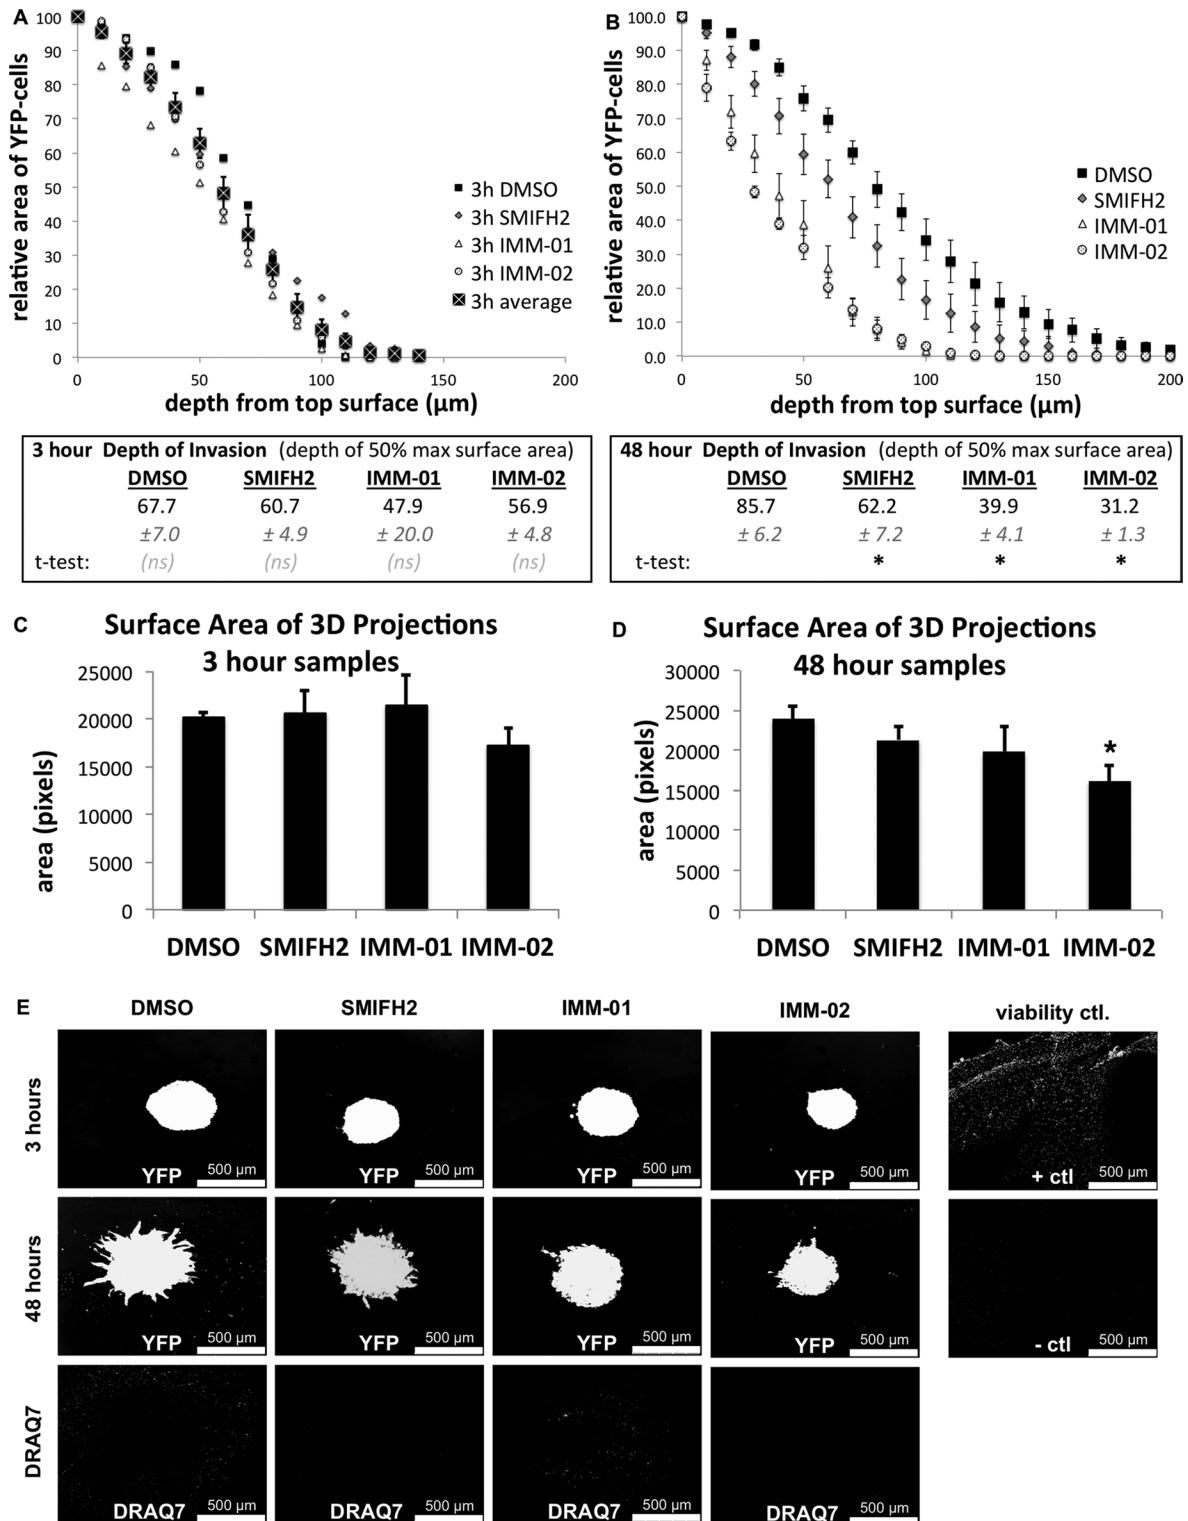 A
100
90
80
70
60
50
40
30
20
10
0
relative area of YFP-cells
0 50 100 150 200
depth from top surface (µm)
3h DMSO
3h SMIFH2
3h IMM-01
3h IMM-02
3h average
B
100.0
90.0
80.0
70.0
60.0
50.0
40.0
30.0
20.0
10.0
0.0
relative area of YFP-cells
0 50 100 150 200
depth from top surface (µm)
DMSO
SMIFH2
IMM-01
IMM-02
3 hour Depth of Invasion (depth of 50% max surface area)
DMSO SMIFH2 IMM-01 IMM-02
67.7 60.7 47.9 56.9
±7.0 ± 4.9 ± 20.0 ± 4.8
t-test: (ns) (ns) (ns) (ns)
48 hour Depth of Invasion (depth of 50% max surface area)
DMSO SMIFH2 IMM-01 IMM-02
85.7 62.2 39.9 31.2
± 6.2 ± 7.2 ± 4.1 ± 1.3
t-test: * * *
C
Surface Area of 3D Projections
3 hour samples
25000
20000
15000
10000
5000
0
area (pixels)
DMSO SMIFH2 IMM-01 IMM-02
D
Surface Area of 3D Projections
48 hour samples
30000
25000
20000
15000
10000
5000
0
area (pixels)
*
DMSO SMIFH2 IMM-01 IMM-02
E
DMSO SMIFH2 IMM-01 IMM-02 viability ctl.
3 hours
YFP 500 µm
YFP 500 µm
YFP 500 µm
YFP 500 µm
+ ctl 500 µm
48 hours
YFP 500 µm
YFP 500 µm
YFP 500 µm
YFP 500 µm
- ctl 500 µm
DRAQ7
DRAQ7 500 µm
DRAQ7 500 µm
DRAQ7 500 µm
DRAQ7 500 µm